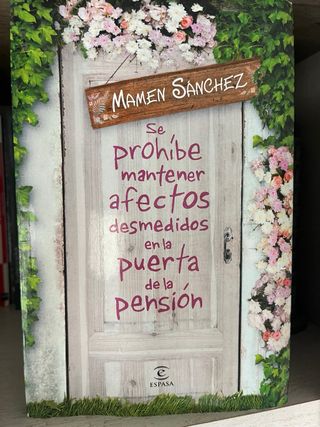 MAMEN SÁNCHEZ
Se
prohíbe
mantener
afectos
desmedidos
en la
puerta
de la
pensión
ESPASA